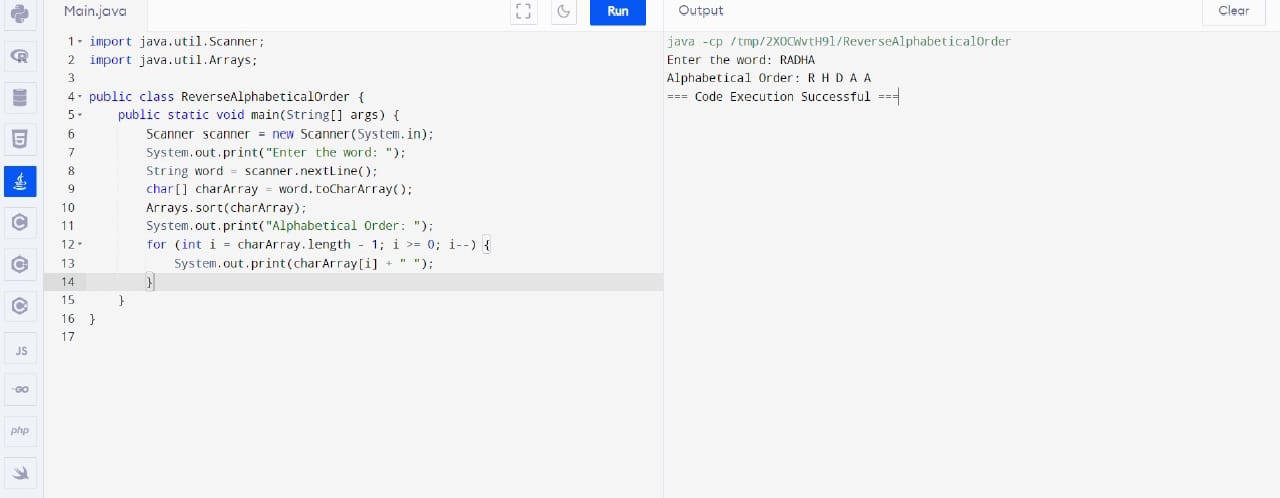 Main.java
Run
Output
Clear
1 import java.util.Scanner;
2 import java.util.Arrays;
3
4 public class ReverseAlphabeticalOrder {
5 public static void main(String[] args) {
6 Scanner scanner = new Scanner(System.in);
7 System.out.print("Enter the word: ");
8 String word = scanner.nextLine();
9 char[] charArray = word.toCharArray();
10 Arrays.sort(charArray);
11 System.out.print("Alphabetical Order: ");
12 for (int i = charArray.length - 1; i >= 0; i--) {
13 System.out.print(charArray[i] + " ");
14 }
15 }
16 }
17
java -cp /tmp/2XOCWvtH9l/ReverseAlphabeticalOrder
Enter the word: RADHA
Alphabetical Order: R H D A A
=== Code Execution Successful ===
JS
GO
php